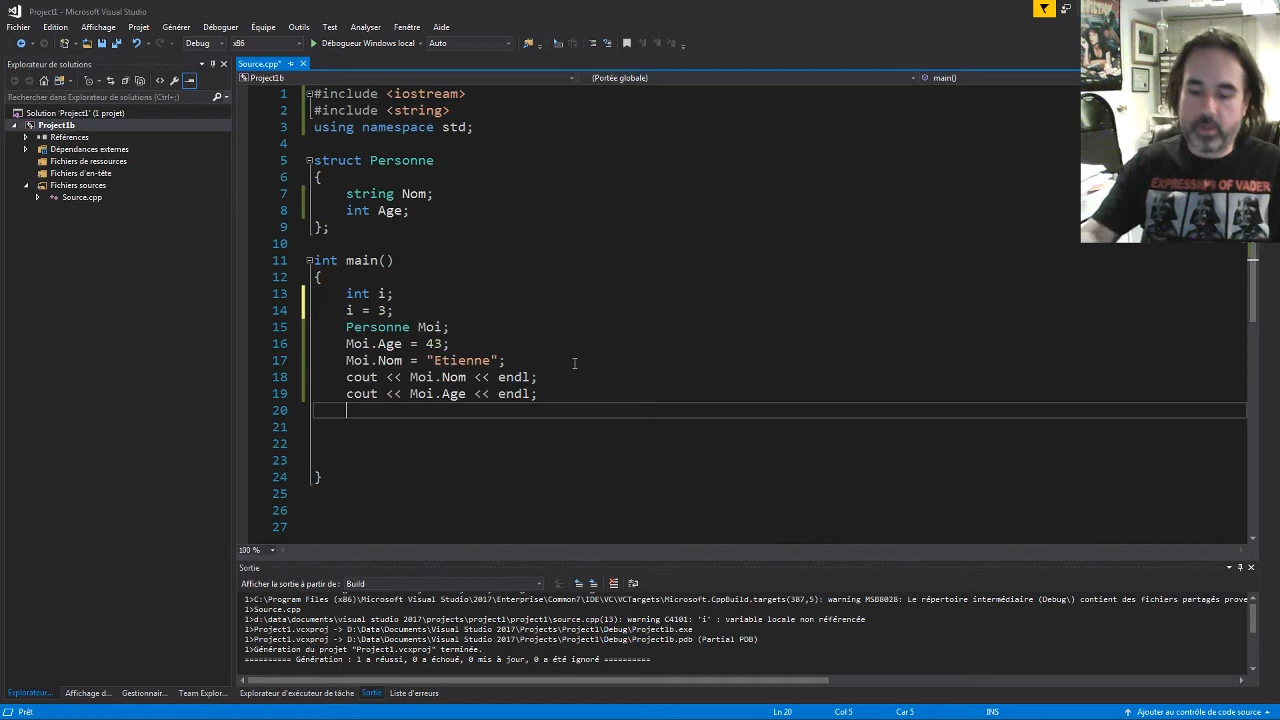 Project1 - Microsoft Visual Studio
Fichier Edition Affichage Projet Générer Déboguer Équipe Outils Test Analyser Fenêtre Aide
Debug x86 Débogueur Windows local Auto
Explorateur de solutions
Rechercher dans Explorateur de solutions (Ctrl+;)
Solution 'Project1' (1 projet)
Project1b
Références
Dépendances externes
Fichiers de ressources
Fichiers d'en-tête
Fichiers sources
Source.cpp
Source.cpp*
Project1b (Portée globale) main()
1 #include <iostream>
2 #include <string>
3 using namespace std;
4
5 struct Personne
6 {
7 string Nom;
8 int Age;
9 };
10
11 int main()
12 {
13 int i;
14 i = 3;
15 Personne Moi;
16 Moi.Age = 43;
17 Moi.Nom = "Etienne";
18 cout << Moi.Nom << endl;
19 cout << Moi.Age << endl;
20
21
22
23
24 }
25
26
27
100 %
EXPRESSIONS OF VADER
Sortie
Afficher la sortie à partir de : Build
1>C:\Program Files (x86)\Microsoft Visual Studio\2017\Enterprise\Common7\IDE\VC\VCTargets\Microsoft.CppBuild.targets(387,5): warning MSB8028: Le répertoire intermédiaire (Debug\) contient des fichiers partagés prove
1>Source.cpp
1>d:\data\documents\visual studio 2017\projects\project1\project1\source.cpp(13): warning C4101: 'i' : variable locale non référencée
1>Project1.vcxproj -> D:\Data\Documents\Visual Studio 2017\Projects\Project1\Debug\Project1b.exe
1>Project1.vcxproj -> D:\Data\Documents\Visual Studio 2017\Projects\Project1\Debug\Project1b.pdb (Partial PDB)
1>Génération du projet "Project1.vcxproj" terminée.
========== Génération : 1 a réussi, 0 a échoué, 0 mis à jour, 0 a été ignoré ==========
Explorateur... Affichage d... Gestionnair... Team Explor... Explorateur d'exécuteur de tâche Sortie Liste d'erreurs
Prêt Ln 20 Col 5 Car 5 INS Ajouter au contrôle de code source